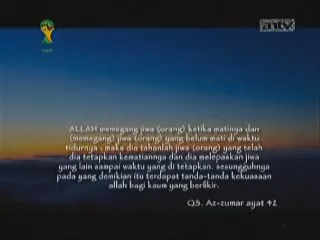 antv
ALLAH memegang jiwa (orang) ketika matinya dan
(memegang) jiwa (orang) yang belum mati di waktu
tidurnya , maka dia tahanlah jiwa (orang) yang telah
dia tetapkan kematiannya dan dia melepaskan jiwa
yang lain sampai waktu yang di tetapkan. sesungguhnya
pada yang demikian itu terdapat tanda-tanda kekuasaan
allah bagi kaum yang berfikir.
QS. Az-zumar ayat 42